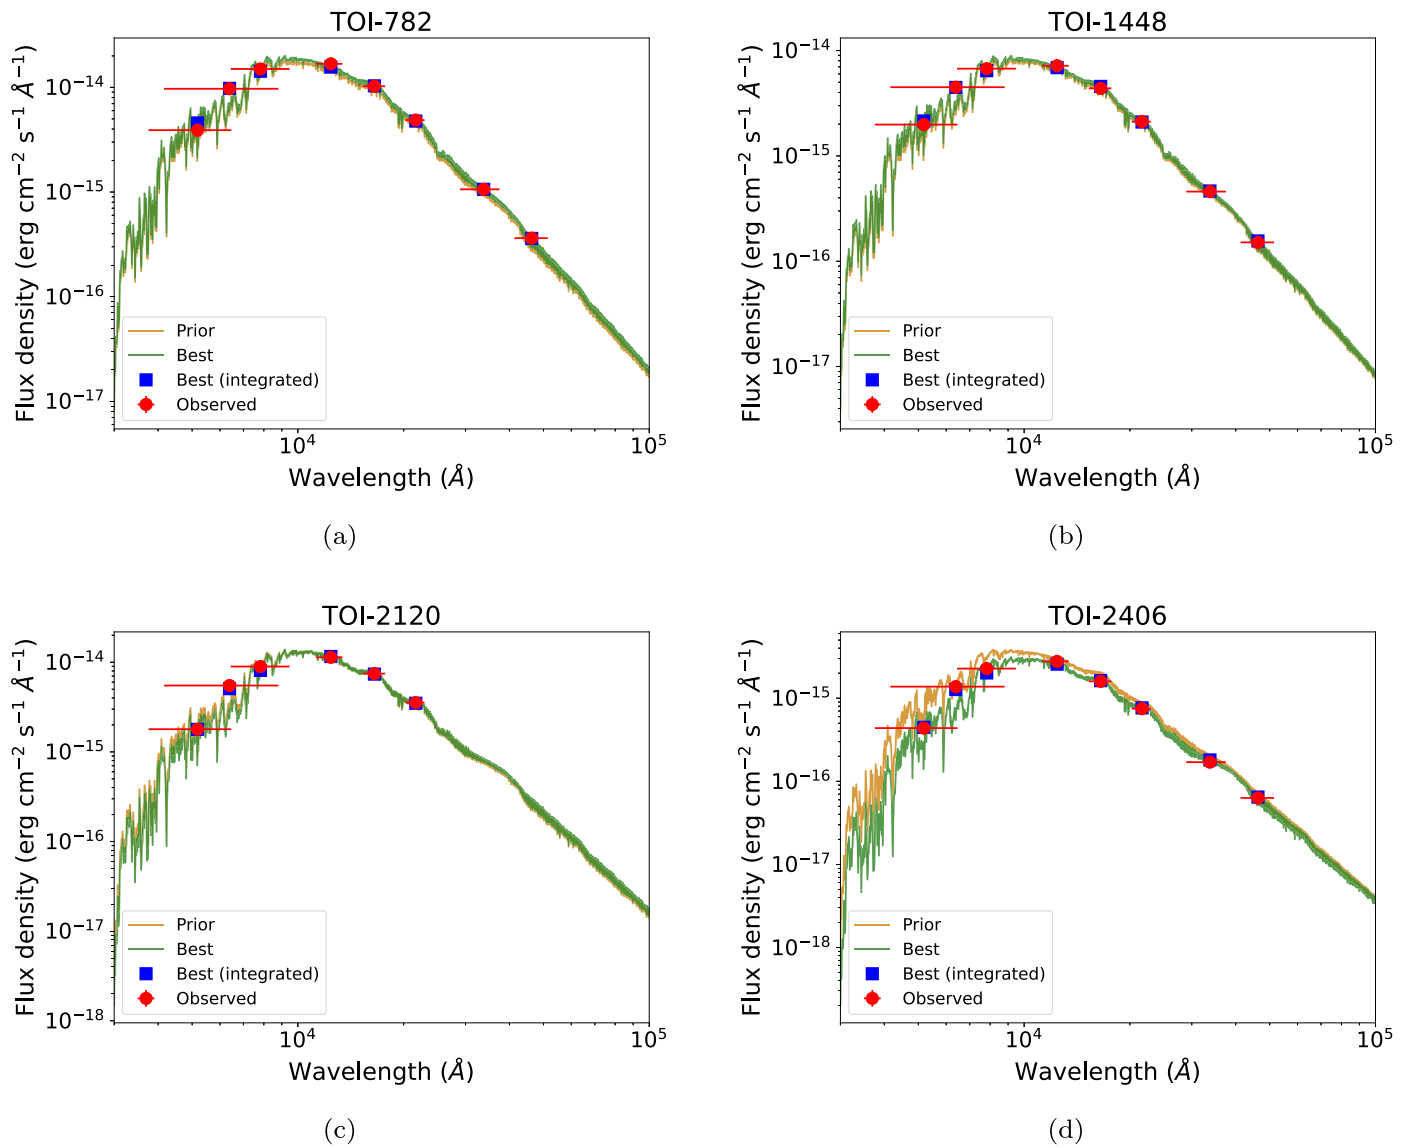 TOI-782
Flux density (erg cm⁻² s⁻¹ Å⁻¹)
10⁻¹⁴
10⁻¹⁵
10⁻¹⁶
10⁻¹⁷
Prior
Best
Best (integrated)
Observed
10⁴
10⁵
Wavelength (Å)
(a)
TOI-1448
Flux density (erg cm⁻² s⁻¹ Å⁻¹)
10⁻¹⁴
10⁻¹⁵
10⁻¹⁶
10⁻¹⁷
Prior
Best
Best (integrated)
Observed
10⁴
10⁵
Wavelength (Å)
(b)
TOI-2120
Flux density (erg cm⁻² s⁻¹ Å⁻¹)
10⁻¹⁴
10⁻¹⁵
10⁻¹⁶
10⁻¹⁷
10⁻¹⁸
Prior
Best
Best (integrated)
Observed
10⁴
10⁵
Wavelength (Å)
(c)
TOI-2406
Flux density (erg cm⁻² s⁻¹ Å⁻¹)
10⁻¹⁵
10⁻¹⁶
10⁻¹⁷
10⁻¹⁸
Prior
Best
Best (integrated)
Observed
10⁴
10⁵
Wavelength (Å)
(d)